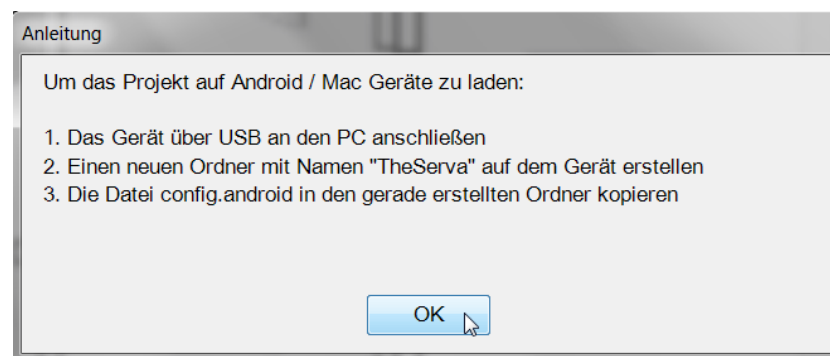 Anleitung
Um das Projekt auf Android / Mac Geräte zu laden:
1. Das Gerät über USB an den PC anschließen
2. Einen neuen Ordner mit Namen "TheServa" auf dem Gerät erstellen
3. Die Datei config.android in den gerade erstellten Ordner kopieren
OK